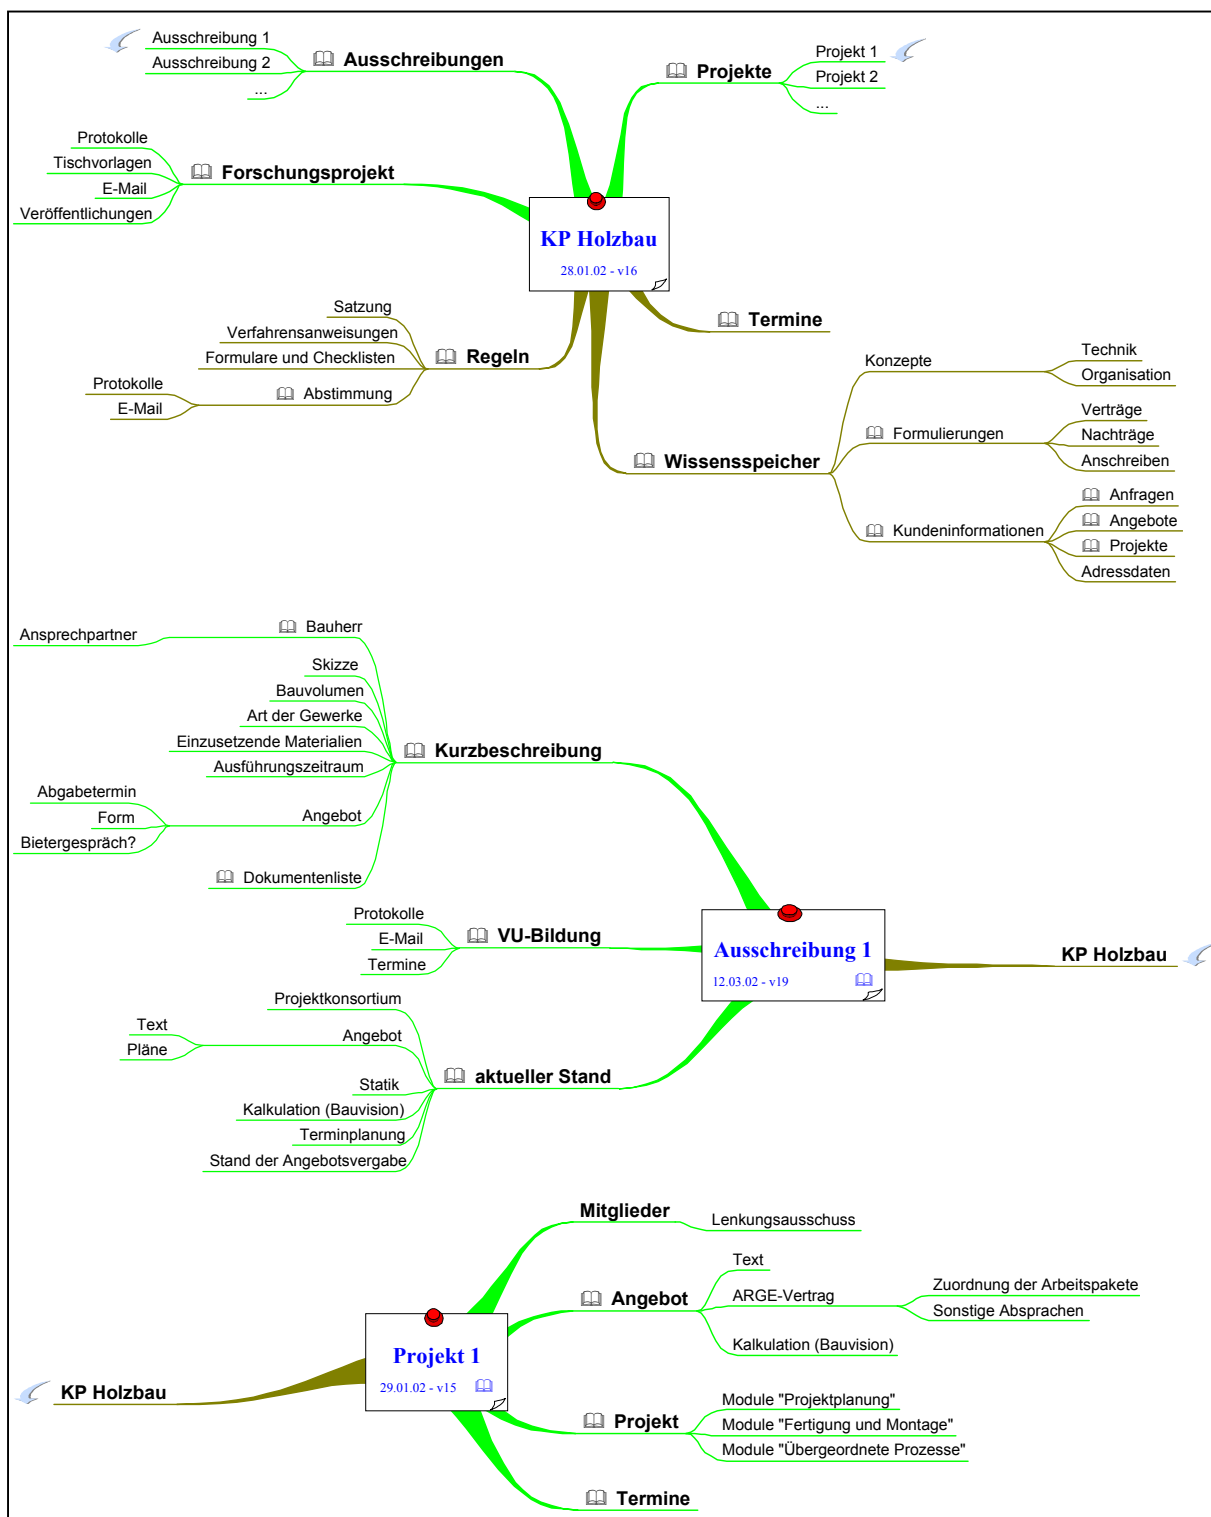 Ausschreibung 1
Ausschreibung 2
...
Ausschreibungen
Projekte
Projekt 1
Projekt 2
...
Protokolle
Tischvorlagen
E-Mail
Veröffentlichungen
Forschungsprojekt
KP Holzbau
28.01.02 - v16
Satzung
Verfahrensanweisungen
Formulare und Checklisten
Abstimmung
Protokolle
E-Mail
Regeln
Termine
Wissensspeicher
Konzepte
Technik
Organisation
Formulierungen
Verträge
Nachträge
Anschreiben
Kundeninformationen
Anfragen
Angebote
Projekte
Adressdaten
Ansprechpartner
Bauherr
Skizze
Bauvolumen
Art der Gewerke
Einzusetzende Materialien
Ausführungszeitraum
Abgabetermin
Form
Bietergespräch?
Angebot
Dokumentenliste
Kurzbeschreibung
Protokolle
E-Mail
Termine
VU-Bildung
Ausschreibung 1
12.03.02 - v19
KP Holzbau
Projektkonsortium
Text
Pläne
Angebot
Statik
Kalkulation (Bauvision)
Terminplanung
Stand der Angebotsvergabe
aktueller Stand
Mitglieder
Lenkungsausschuss
Angebot
Text
ARGE-Vertrag
Zuordnung der Arbeitspakete
Sonstige Absprachen
Kalkulation (Bauvision)
Projekt 1
29.01.02 - v15
KP Holzbau
Projekt
Module "Projektplanung"
Module "Fertigung und Montage"
Module "Übergeordnete Prozesse"
Termine